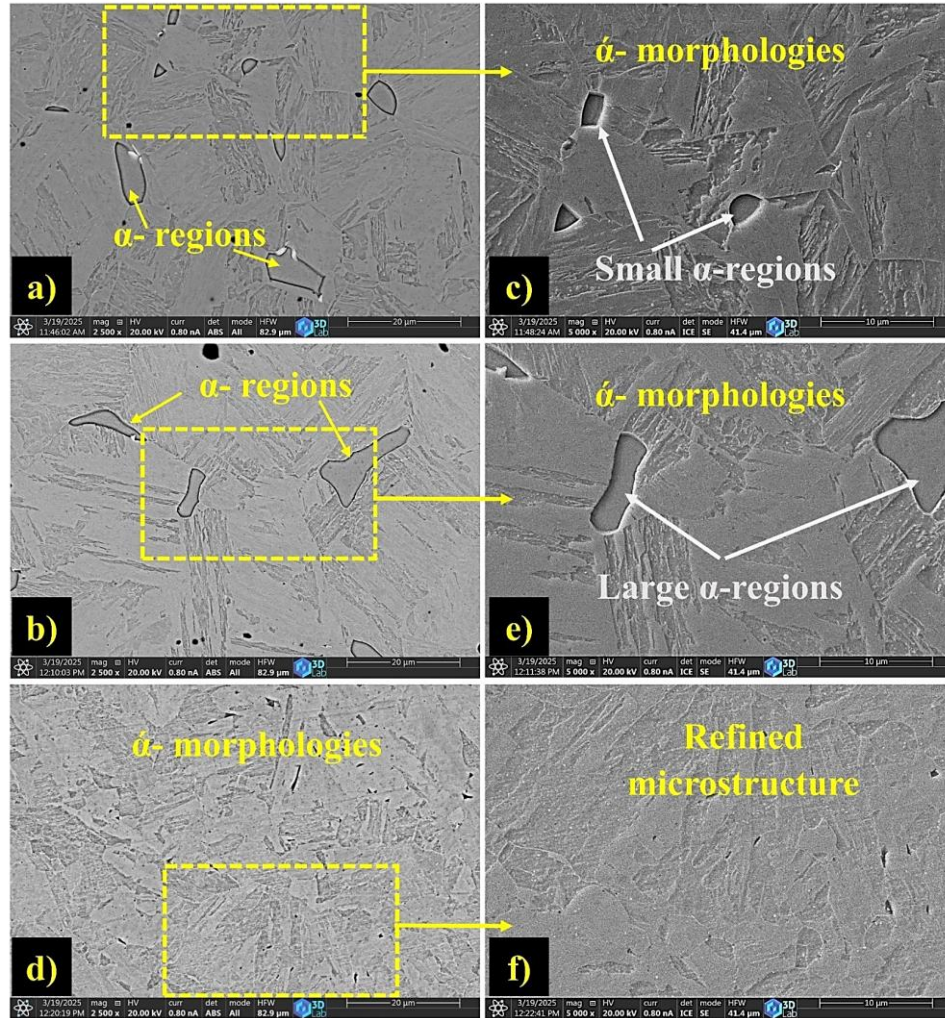 α- regions
a)
3/19/2025 mag HV curr det mode HFW
11:46:02 AM 2 500 x 20.00 kV 0.80 nA ABS All 82.9 µm
3D Lab
20 µm
ά- morphologies
Small α-regions
c)
3/19/2025 mag HV curr det mode HFW
11:48:24 AM 5 000 x 20.00 kV 0.80 nA ICE SE 41.4 µm
3D Lab
10 µm
α- regions
b)
3/19/2025 mag HV curr det mode HFW
12:10:03 PM 2 500 x 20.00 kV 0.80 nA ABS All 82.9 µm
3D Lab
20 µm
ά- morphologies
Large α-regions
e)
3/19/2025 mag HV curr det mode HFW
12:11:38 PM 5 000 x 20.00 kV 0.80 nA ICE SE 41.4 µm
3D Lab
10 µm
ά- morphologies
d)
3/19/2025 mag HV curr det mode HFW
12:20:19 PM 2 500 x 20.00 kV 0.80 nA ABS All 82.9 µm
3D Lab
20 µm
Refined
microstructure
f)
3/19/2025 mag HV curr det mode HFW
12:22:41 PM 5 000 x 20.00 kV 0.80 nA ICE SE 41.4 µm
3D Lab
10 µm